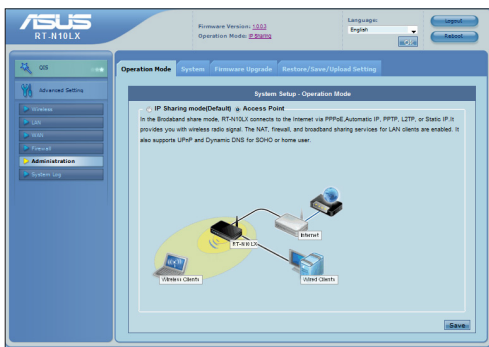 ASUS
RT-N10LX
Firmware Version: 1.0.0.3
Operation Mode: IP Sharing
Language:
English
Logout
Reboot
QIS
Advanced Setting
Wireless
LAN
WAN
Firewall
Administration
System Log
Operation Mode
System
Firmware Upgrade
Restore/Save/Upload Setting
System Setup - Operation Mode
IP Sharing mode(Default) Access Point
In the Brodaband share mode, RT-N10LX connects to the Internet via PPPoE,Automatic IP, PPTP, L2TP, or Static IP.It
provides you with wireless radio signal. The NAT, firewall, and broadband sharing services for LAN clients are enabled. It
also supports UPnP and Dynamic DNS for SOHO or home user.
RT-N10LX
Internet
Wireless Clients
Wired Clients
Save